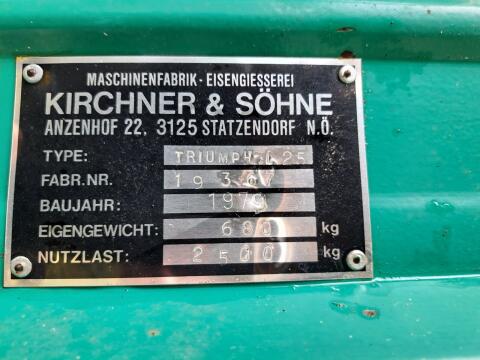 MASCHINENFABRIK - EISENGIESSEREI
KIRCHNER & SÖHNE
ANZENHOF 22, 3125 STATZENDORF N.Ö.
TYPE: TRIUMPH
FABR.NR.
BAUJAHR: 1979
EIGENGEWICHT: 680 kg
NUTZLAST: 2500 kg